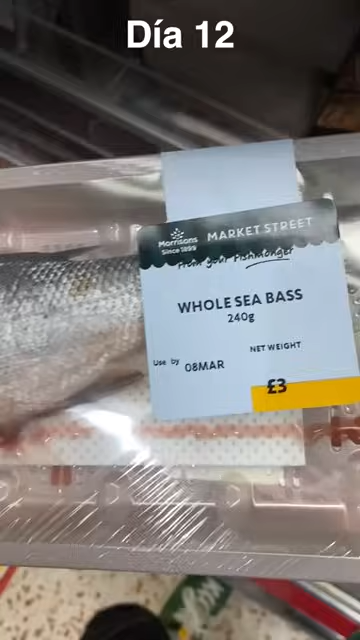 Día 12
Morrisons
Since 1899
MARKET STREET
From your Fishmonger
WHOLE SEA BASS
240g
Use by 08MAR
NET WEIGHT
£3